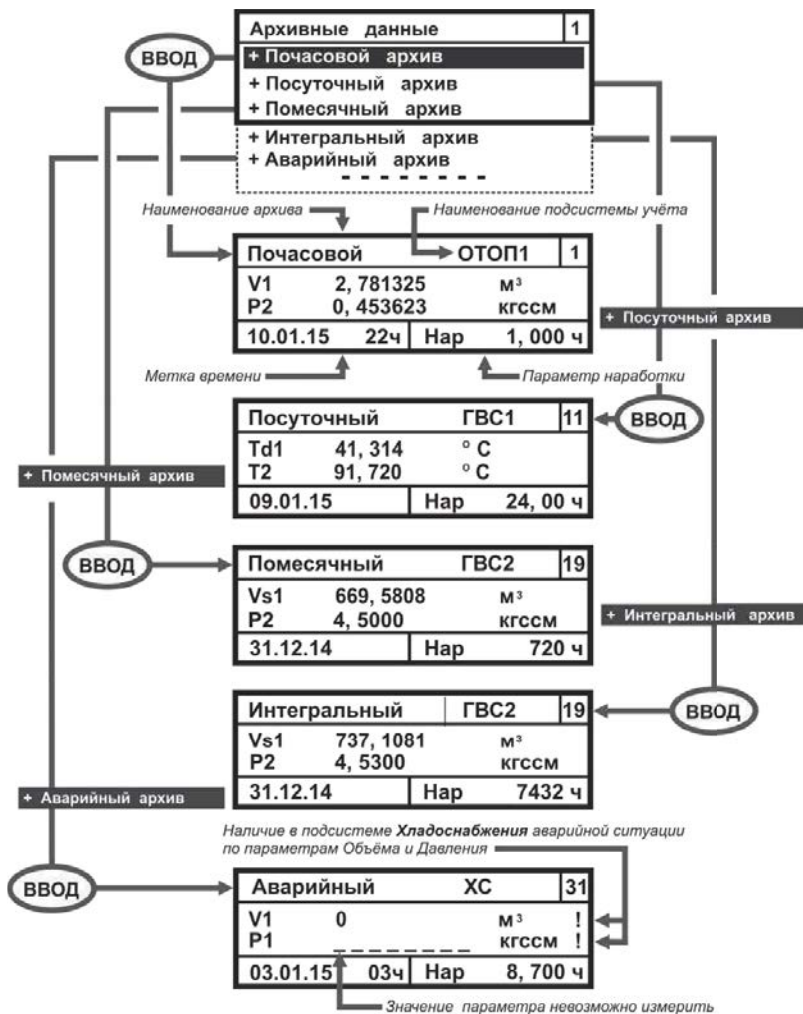 Архивные данные 1
ВВОД
+ Почасовой архив
+ Посуточный архив
+ Помесячный архив
+ Интегральный архив
+ Аварийный архив
Наименование архива
Наименование подсистемы учёта
Почасовой ОТОП1 1
V1 2, 781325 м³
P2 0, 453623 кгссм
10.01.15 22ч Нар 1, 000 ч
+ Посуточный архив
Метка времени
Параметр наработки
Посуточный ГВС1 11
ВВОД
Td1 41, 314 °C
T2 91, 720 °C
+ Помесячный архив
09.01.15 Нар 24, 00 ч
ВВОД
Помесячный ГВС2 19
Vs1 669, 5808 м³
P2 4, 5000 кгссм
+ Интегральный архив
31.12.14 Нар 720 ч
Интегральный ГВС2 19
ВВОД
Vs1 737, 1081 м³
P2 4, 5300 кгссм
+ Аварийный архив
31.12.14 Нар 7432 ч
Наличие в подсистеме Хладоснабжения аварийной ситуации
по параметрам Объёма и Давления
ВВОД
Аварийный ХС 31
V1 0 м³ !
P1 _ _ _ _ _ _ _ _ кгссм !
03.01.15 03ч Нар 8, 700 ч
Значение параметра невозможно измерить